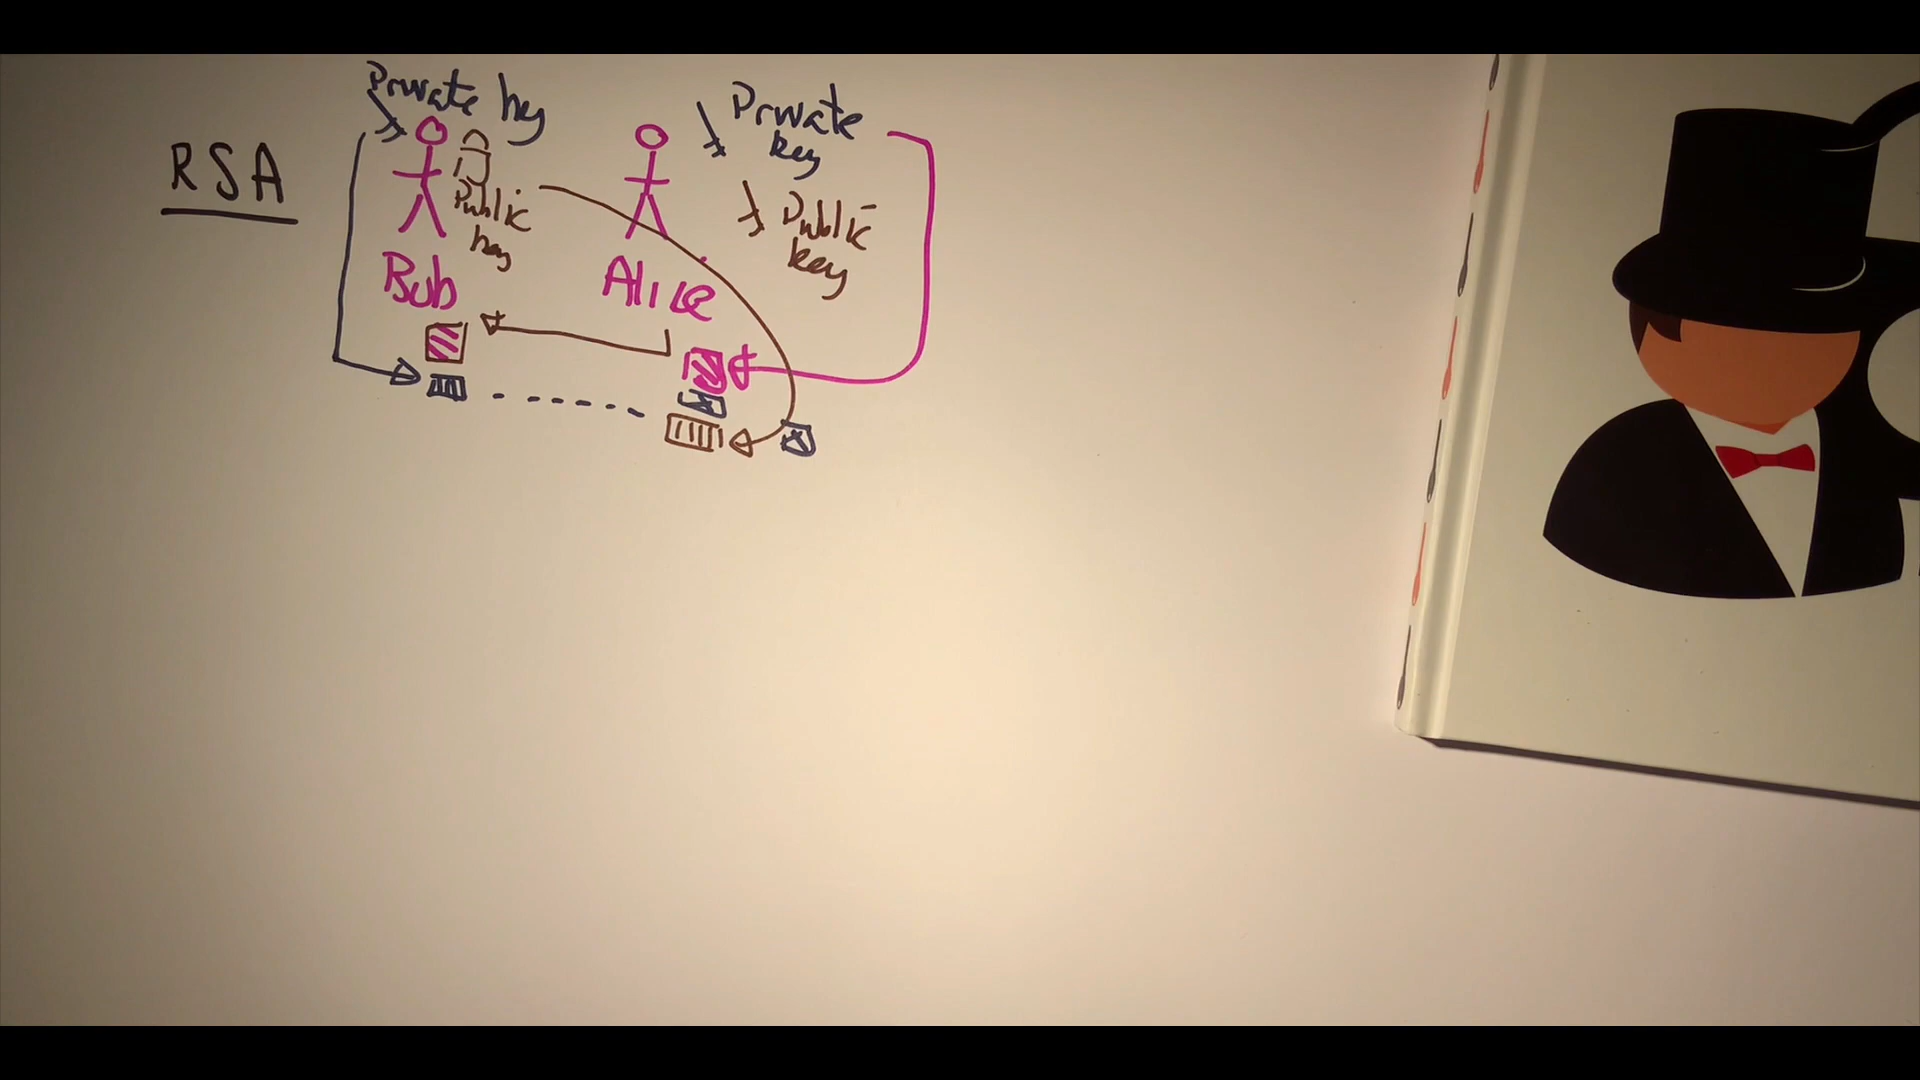 RSA
Private key
Public
key
Bob
Alice
Private
key
Public
key